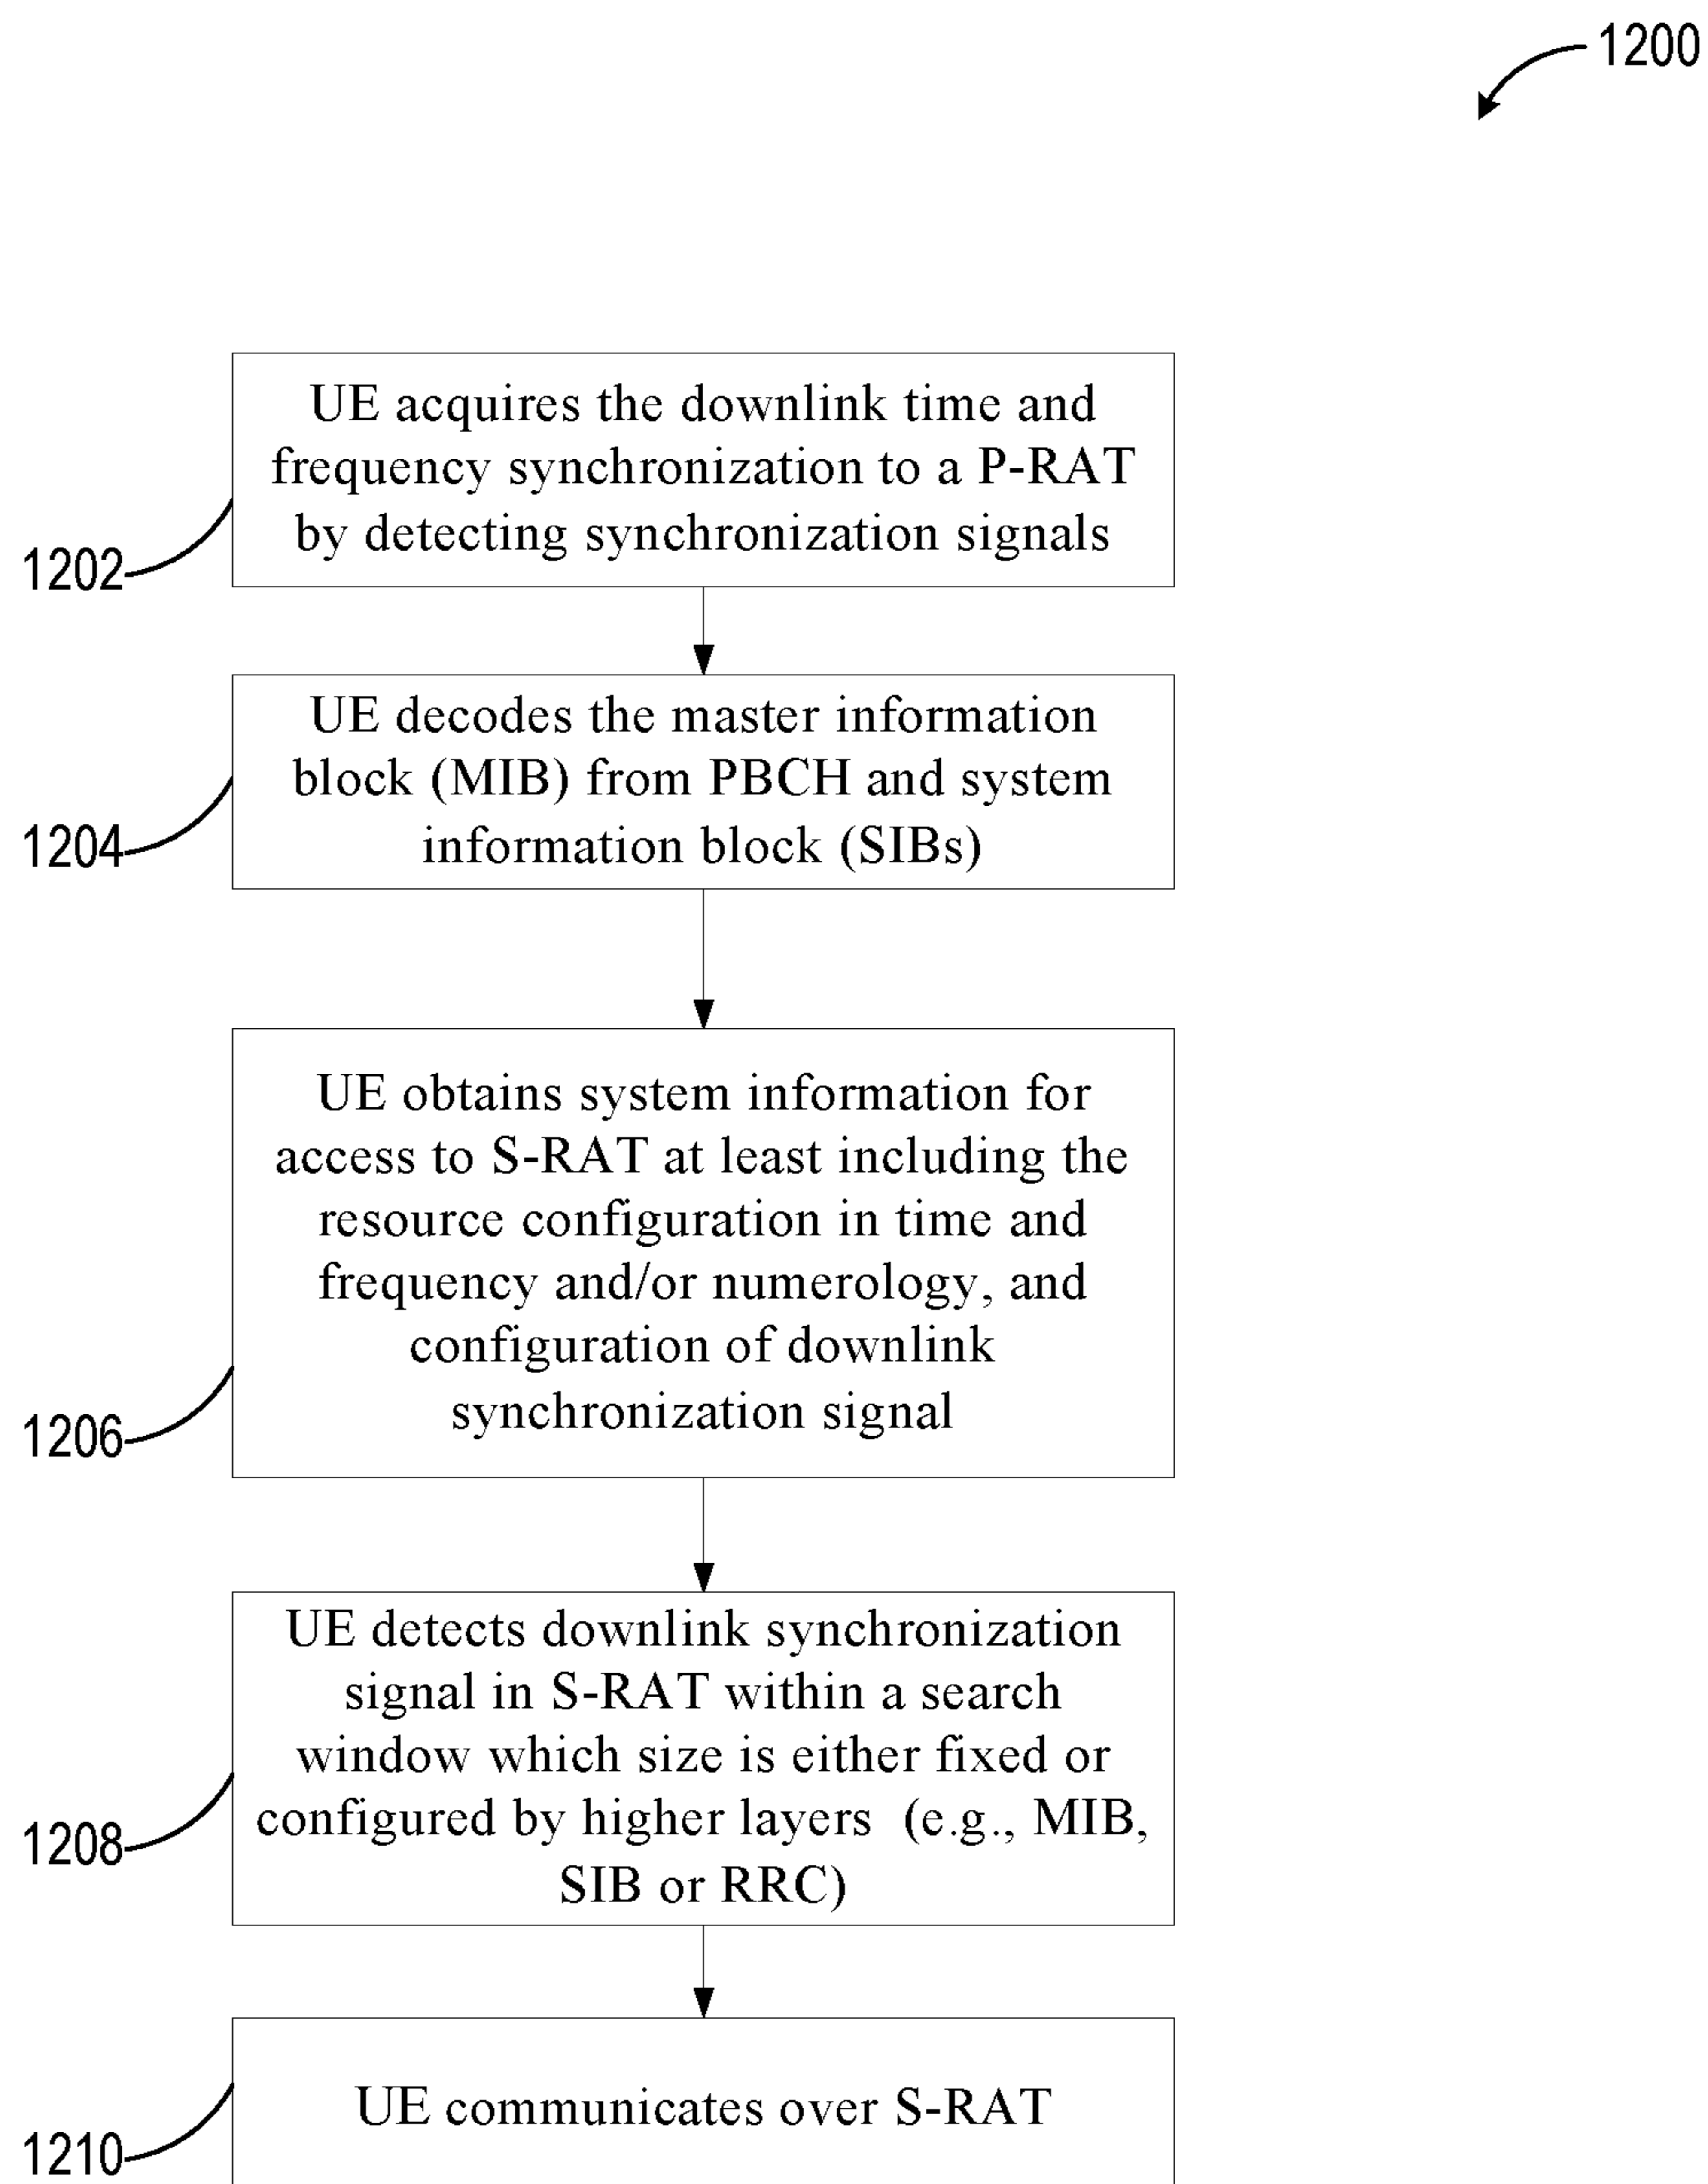 1200
UE acquires the downlink time and
frequency synchronization to a P-RAT
by detecting synchronization signals
1202
UE decodes the master information
block (MIB) from PBCH and system
information block (SIBs)
1204
UE obtains system information for
access to S-RAT at least including the
resource configuration in time and
frequency and/or numerology, and
configuration of downlink
synchronization signal
1206
UE detects downlink synchronization
signal in S-RAT within a search
window which size is either fixed or
configured by higher layers (e.g., MIB,
SIB or RRC)
1208
UE communicates over S-RAT
1210